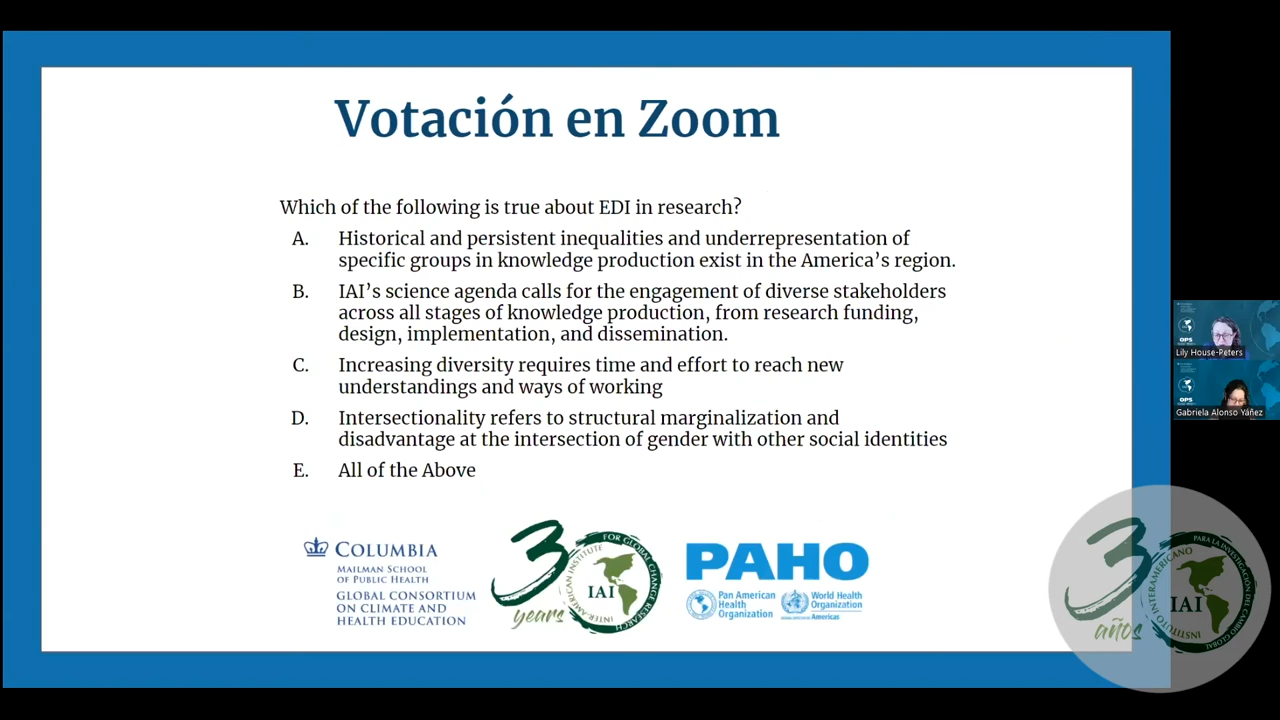 Votación en Zoom
Which of the following is true about EDI in research?
A. Historical and persistent inequalities and underrepresentation of
specific groups in knowledge production exist in the America's region.
B. IAI's science agenda calls for the engagement of diverse stakeholders
across all stages of knowledge production, from research funding,
design, implementation, and dissemination.
C. Increasing diversity requires time and effort to reach new
understandings and ways of working
D. Intersectionality refers to structural marginalization and
disadvantage at the intersection of gender with other social identities
E. All of the Above
COLUMBIA
MAILMAN SCHOOL
OF PUBLIC HEALTH
GLOBAL CONSORTIUM
ON CLIMATE AND
HEALTH EDUCATION
30
years
INTER-AMERICAN INSTITUTE FOR GLOBAL CHANGE RESEARCH
IAI
PAHO
Pan American
Health
Organization
World Health
Organization
Americas
OPS
Lily House-Peters
OPS
Gabriela Alonso Yáñez
30
años
INSTITUTO INTERAMERICANO PARA LA INVESTIGACIÓN DEL CAMBIO GLOBAL
IAI